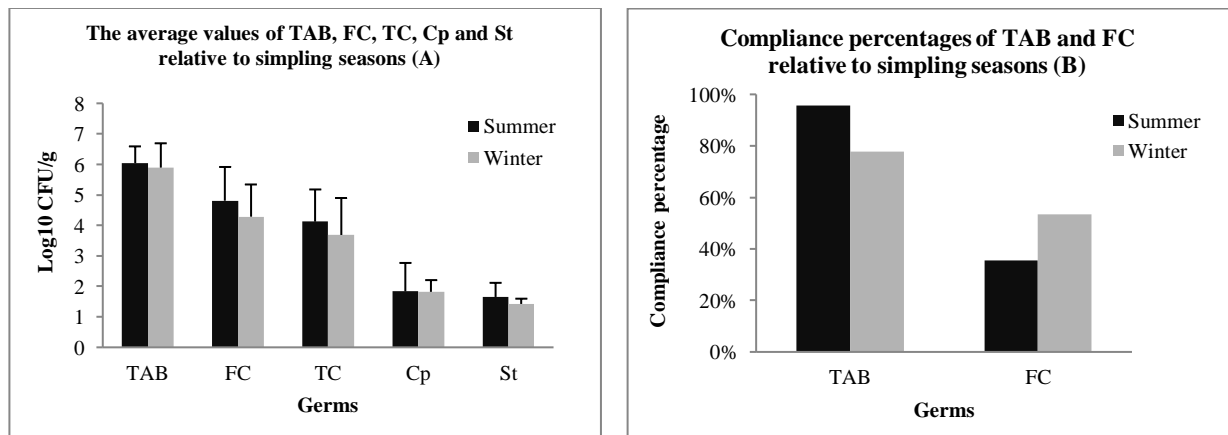 The average values of TAB, FC, TC, Cp and St
relative to simpling seasons (A)
8
7
6
5
4
3
2
1
0
Log10 CFU/g
Summer
Winter
TAB FC TC Cp St
Germs
Compliance percentages of TAB and FC
relative to simpling seasons (B)
100%
80%
60%
40%
20%
0%
Compliance percentage
Summer
Winter
TAB FC
Germs